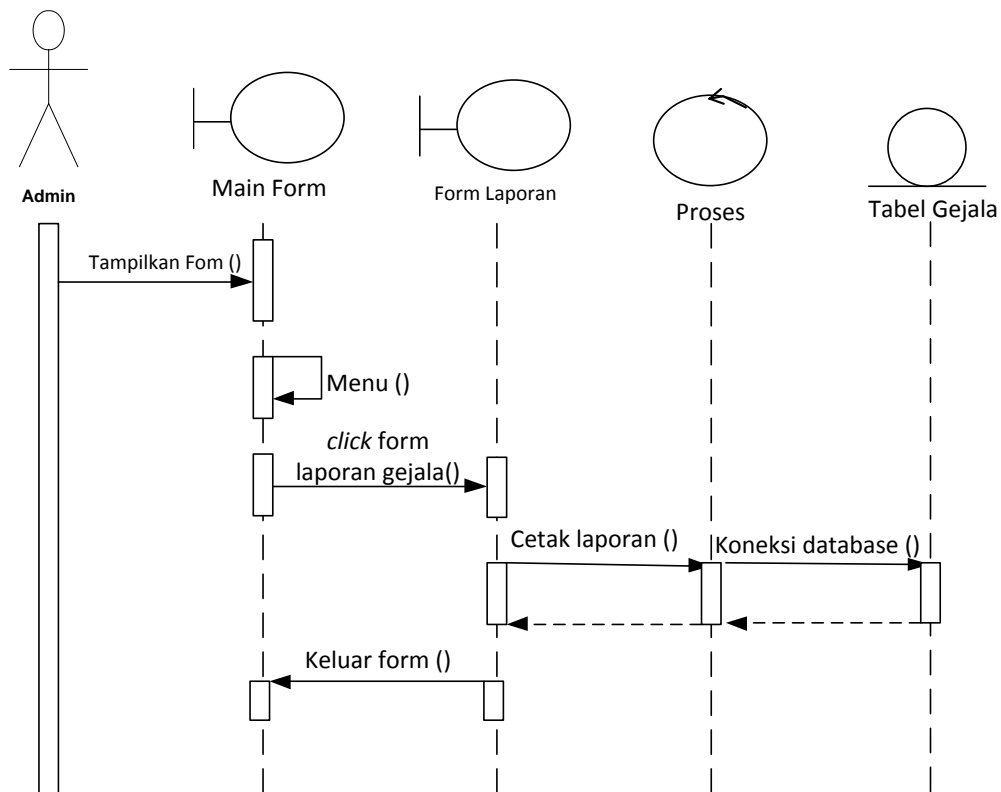 Admin
Main Form
Form Laporan
Proses
Tabel Gejala
Tampilkan Fom ()
Menu ()
click form
laporan gejala()
Cetak laporan ()
Koneksi database ()
Keluar form ()